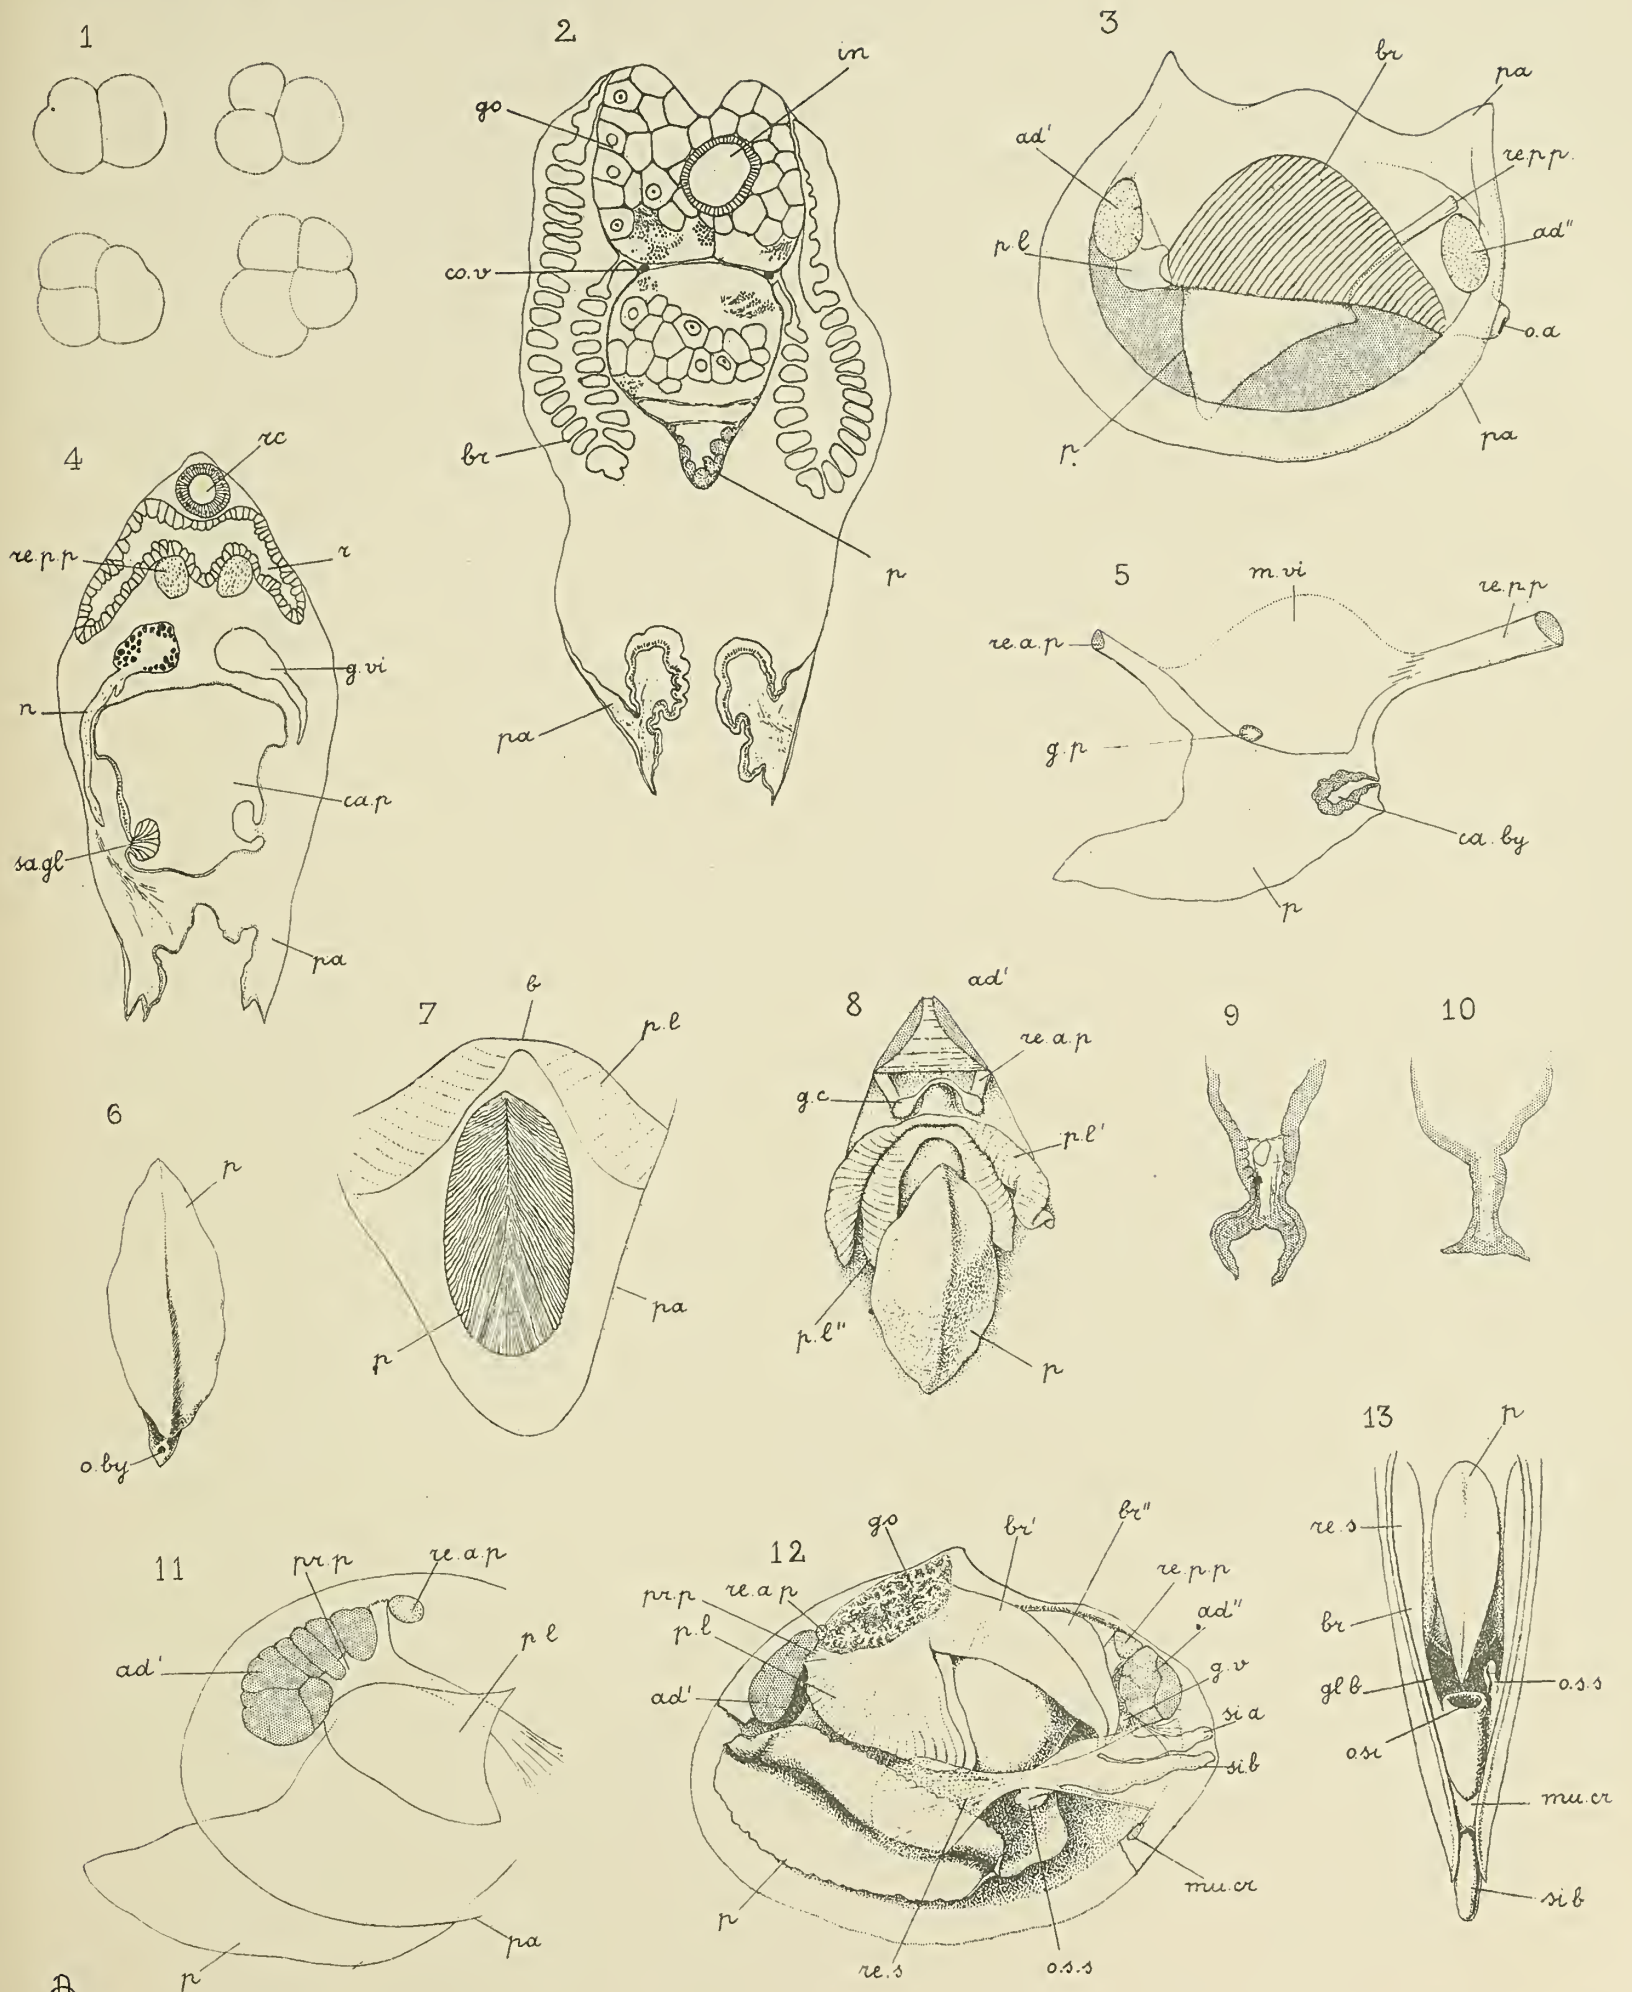 1
2
in
go
co.v
br
p
pa
3
br
pa
ad'
re.p.p.
p.l
ad"
o.a
p.
pa
4
rc
re.p.p
r
g.vi
n
ca.p
sa.gl
pa
5
m.vi
re.p.p
re.a.p
g.p
ca.by
p
6
p
o.by
7
b
p.l
pa
p
8
ad'
re.a.p
g.c
p.l'
p.l"
p
9
10
11
pr.p
re.a.p
p.l
ad'
pa
p
12
go
br'
br"
pr.p
re.a.p
re.p.p
p.l
ad"
ad'
g.v
si.a
si.b
mu.cr
p
re.s
o.s.s
13
p
re.s
br
gl.b
o.s.s
o.si
mu.cr
si.b